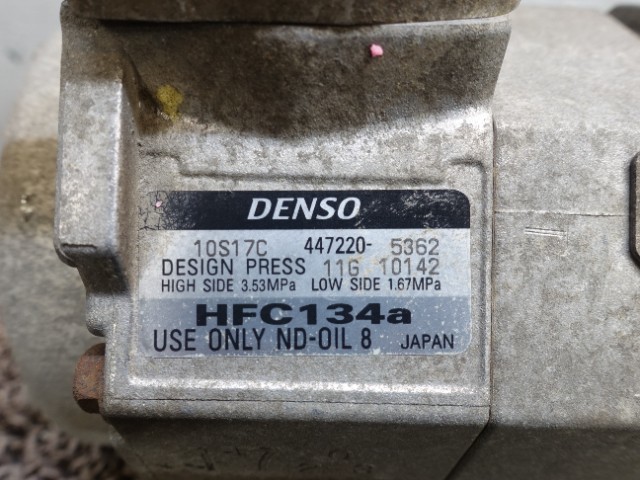 DENSO
10S17C 447220- 5362
DESIGN PRESS 11G 10142
HIGH SIDE 3.53MPa LOW SIDE 1.67MPa
HFC134a
USE ONLY ND-OIL 8 JAPAN